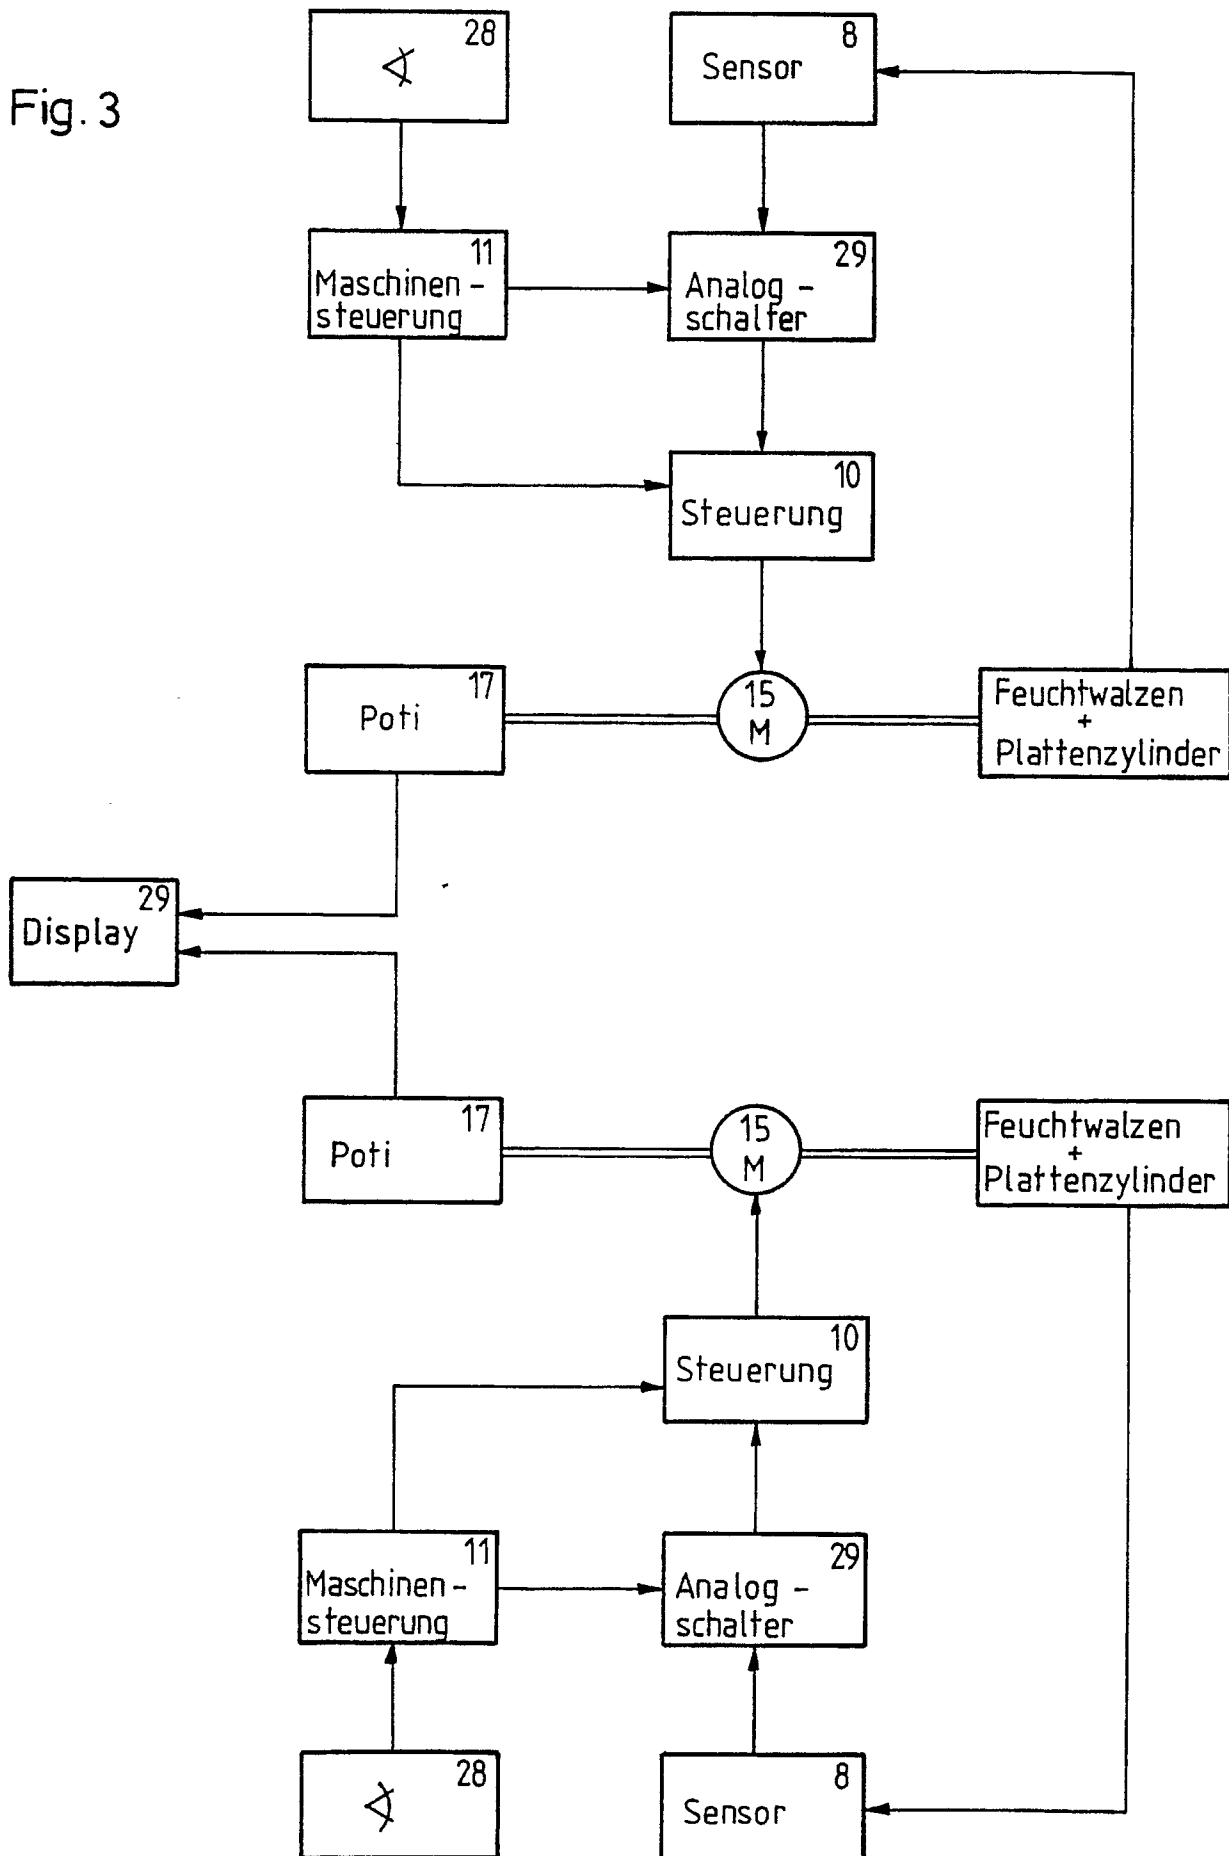 Fig. 3
28
∢
8
Sensor
11
Maschinen -
steuerung
29
Analog -
schalfer
10
Steuerung
17
Poti
15
M
Feuchtwalzen
+
Plattenzylinder
29
Display
17
Poti
15
M
Feuchtwalzen
+
Plattenzylinder
10
Steuerung
11
Maschinen -
steuerung
29
Analog -
schalter
28
∢
8
Sensor